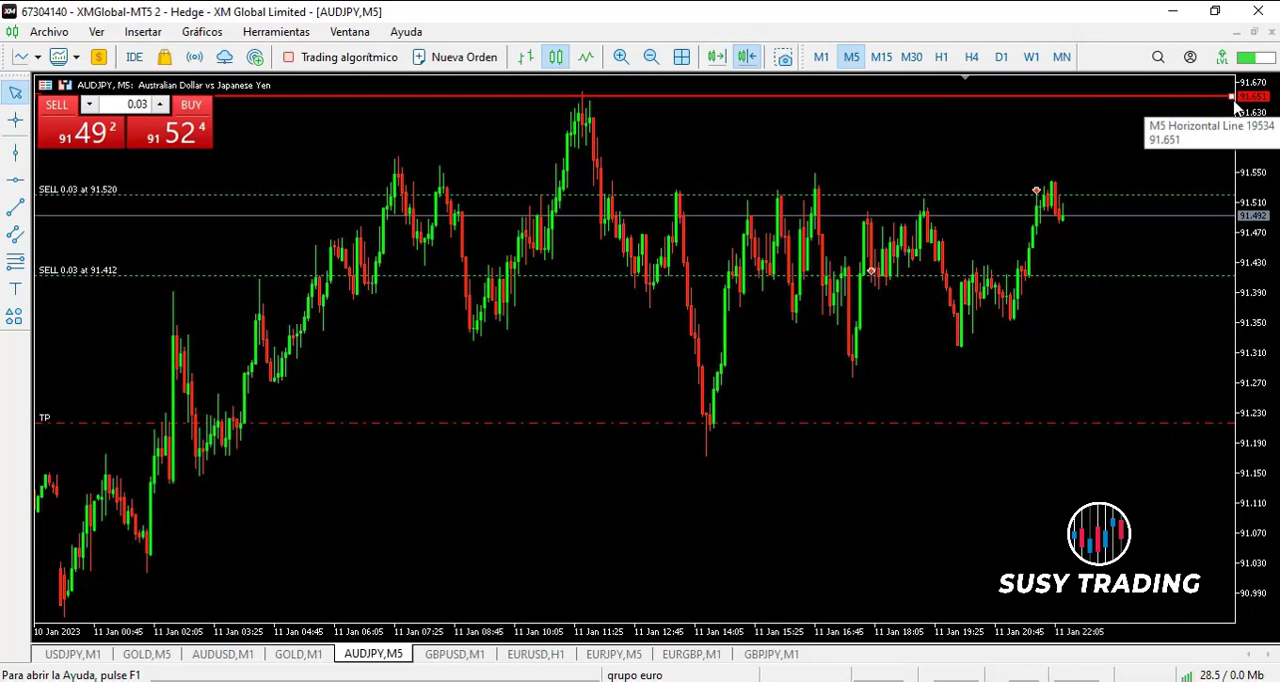 67304140 - XMGlobal-MT5 2 - Hedge - XM Global Limited - [AUDJPY,M5]
Archivo Ver Insertar Gráficos Herramientas Ventana Ayuda
IDE Trading algorítmico Nueva Orden M1 M5 M15 M30 H1 H4 D1 W1 MN LVL
AUDJPY, M5: Australian Dollar vs Japanese Yen
SELL 0.03 BUY
91 49 2 91 52 4
91.670
91.651
91.630
M5 Horizontal Line 19534
91.651
91.550
SELL 0.03 at 91.520
91.510
91.492
91.470
91.430
SELL 0.03 at 91.412
91.390
91.350
91.310
91.270
91.230
TP
91.190
91.150
91.110
91.070
91.030
90.990
SUSY TRADING
10 Jan 2023 11 Jan 00:45 11 Jan 02:05 11 Jan 03:25 11 Jan 04:45 11 Jan 06:05 11 Jan 07:25 11 Jan 08:45 11 Jan 10:05 11 Jan 11:25 11 Jan 12:45 11 Jan 14:05 11 Jan 15:25 11 Jan 16:45 11 Jan 18:05 11 Jan 19:25 11 Jan 20:45 11 Jan 22:05
USDJPY,M1 GOLD,M5 AUDUSD,M1 GOLD,M1 AUDJPY,M5 GBPUSD,M1 EURUSD,H1 EURJPY,M5 EURGBP,M1 GBPJPY,M1
Para abrir la Ayuda, pulse F1 grupo euro 28.5 / 0.0 Mb